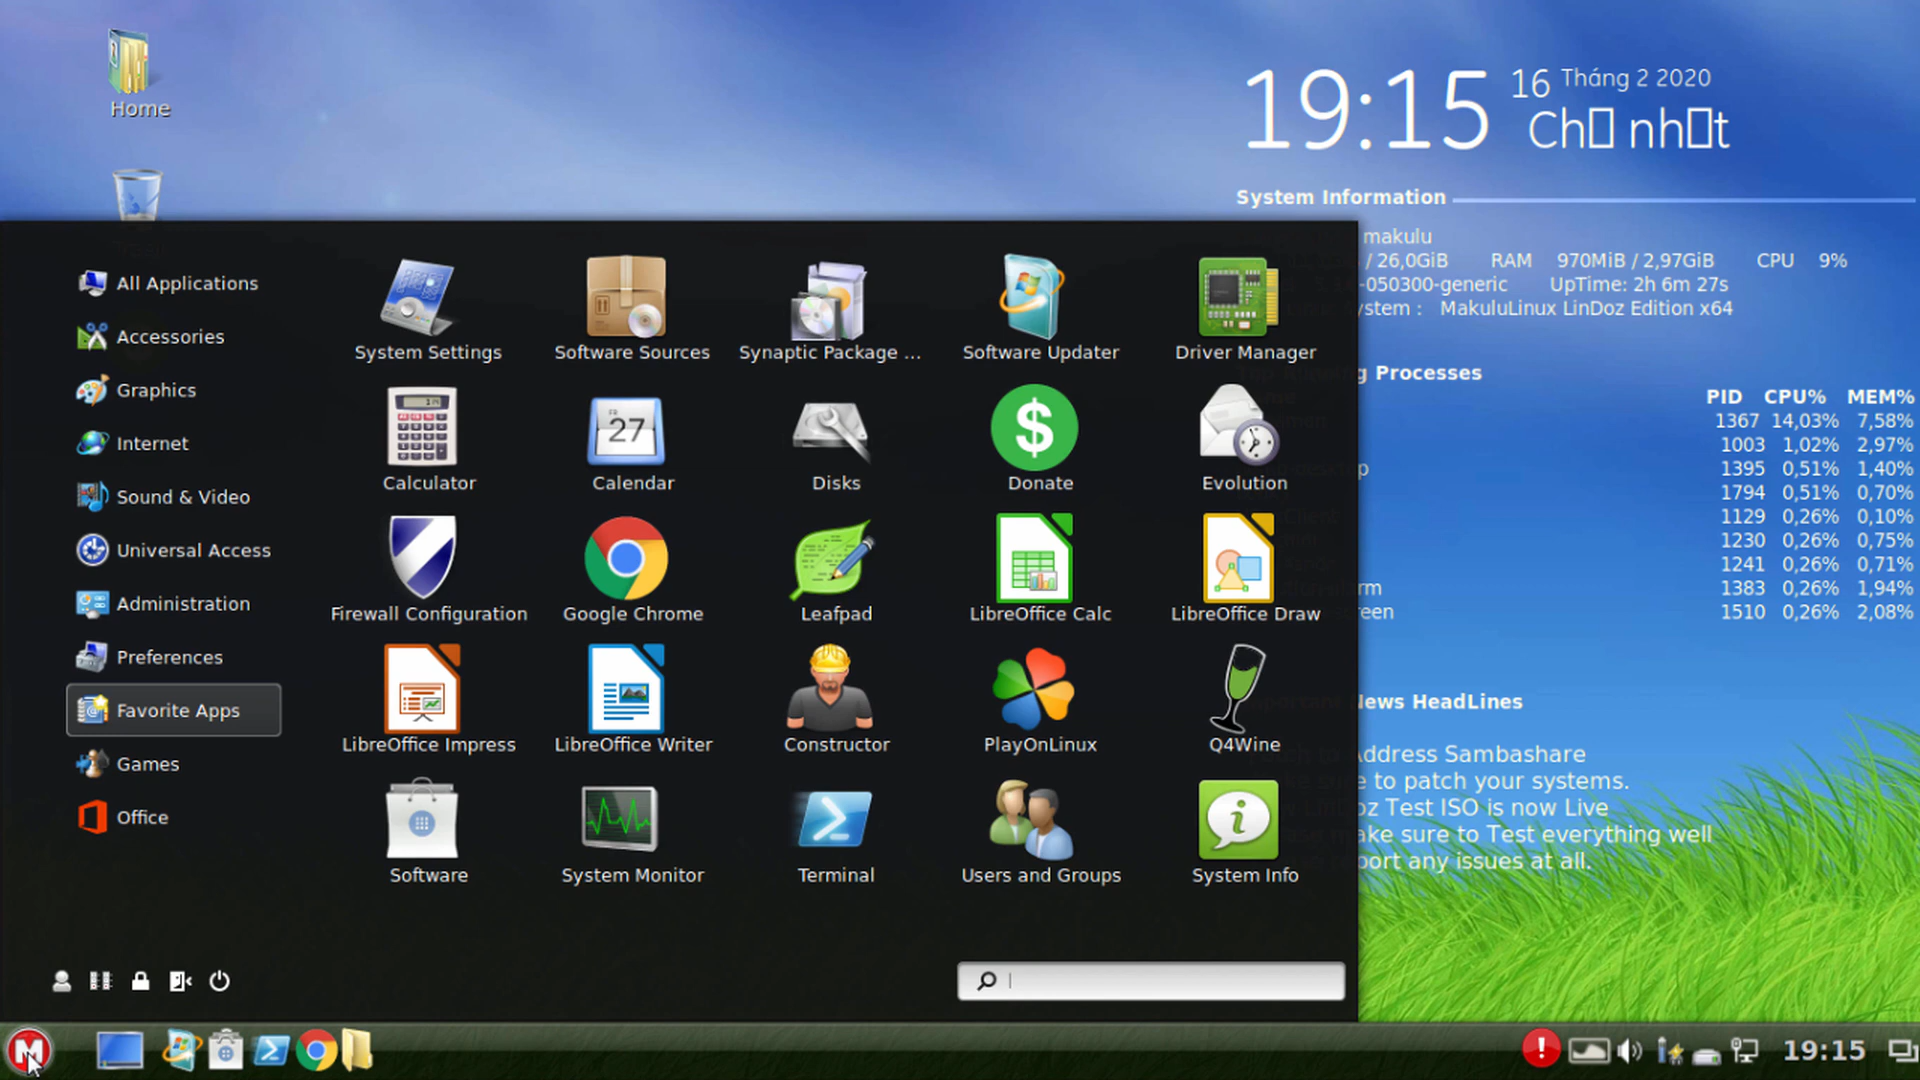 Home
19:15
16 Tháng 2 2020
Ch□ nh□t
System Information
makulu
/ 26,0GiB RAM 970MiB / 2,97GiB CPU 9%
-050300-generic UpTime: 2h 6m 27s
ystem : MakuluLinux LinDoz Edition x64
g Processes
PID CPU% MEM%
1367 14,03% 7,58%
1003 1,02% 2,97%
1395 0,51% 1,40%
1794 0,51% 0,70%
1129 0,26% 0,10%
1230 0,26% 0,75%
1241 0,26% 0,71%
1383 0,26% 1,94%
1510 0,26% 2,08%
News HeadLines
Address Sambashare
e to patch your systems.
oz Test ISO is now Live
ake sure to Test everything well
port any issues at all.
All Applications
Accessories
Graphics
Internet
Sound & Video
Universal Access
Administration
Preferences
Favorite Apps
Games
Office
System Settings
Software Sources
Synaptic Package ...
Software Updater
Driver Manager
Calculator
Calendar
27
Disks
Donate
Evolution
Firewall Configuration
Google Chrome
Leafpad
LibreOffice Calc
LibreOffice Draw
LibreOffice Impress
LibreOffice Writer
Constructor
PlayOnLinux
Q4Wine
Software
System Monitor
Terminal
Users and Groups
System Info
19:15